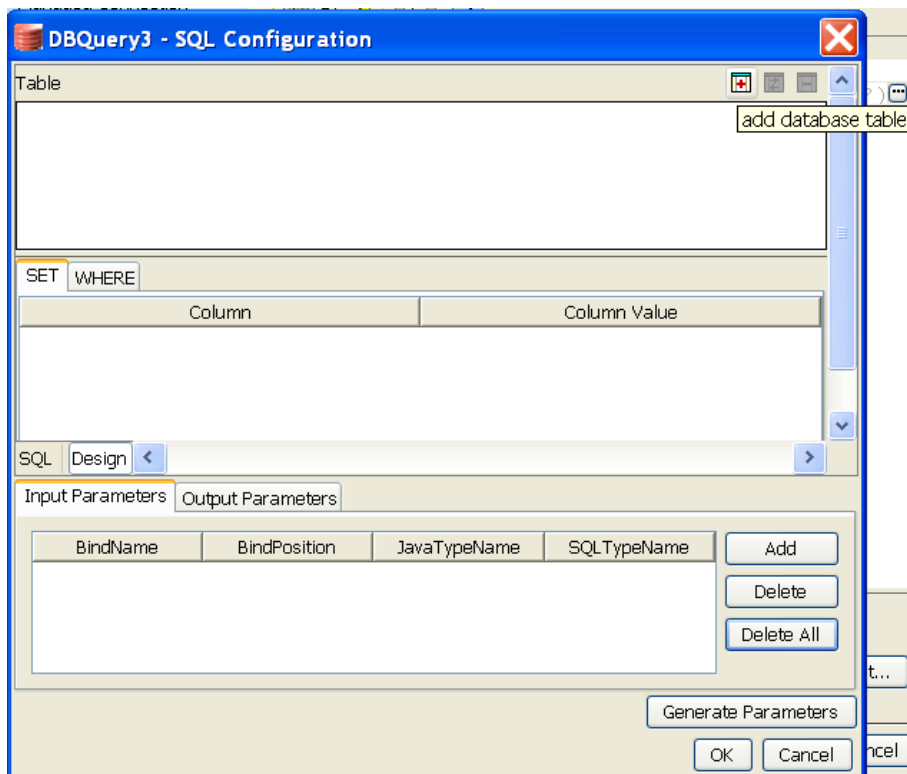 DBQuery3 - SQL Configuration
Table
add database table
SET WHERE
Column Column Value
SQL Design
Input Parameters Output Parameters
BindName BindPosition JavaTypeName SQLTypeName Add
Delete
Delete All
t...
Generate Parameters
OK Cancel ncel